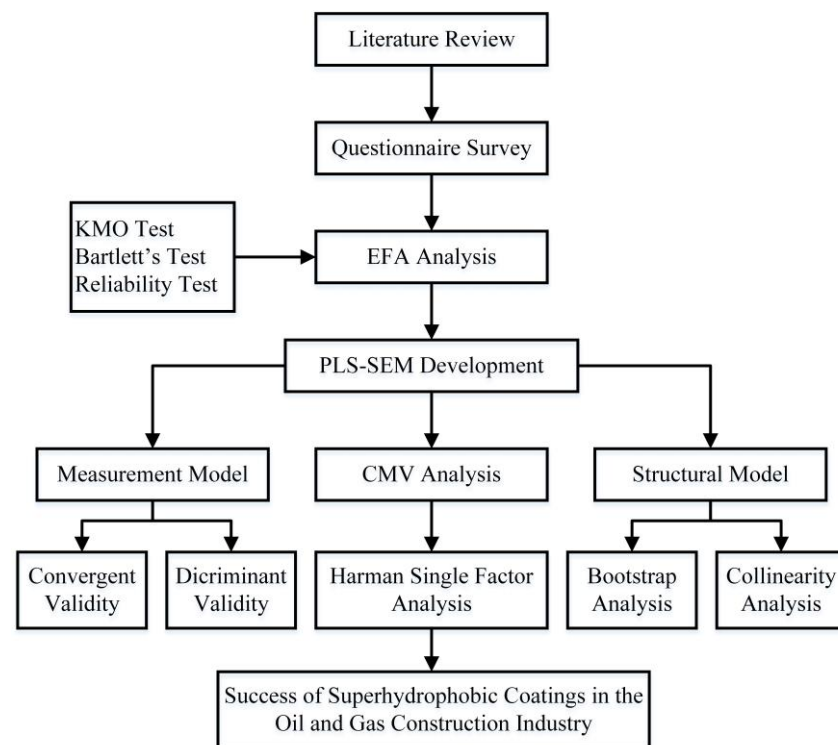 Literature Review
Questionnaire Survey
KMO Test
Bartlett's Test
Reliability Test
EFA Analysis
PLS-SEM Development
Measurement Model
CMV Analysis
Structural Model
Convergent
Validity
Dicriminant
Validity
Harman Single Factor
Analysis
Bootstrap
Analysis
Collinearity
Analysis
Success of Superhydrophobic Coatings in the
Oil and Gas Construction Industry